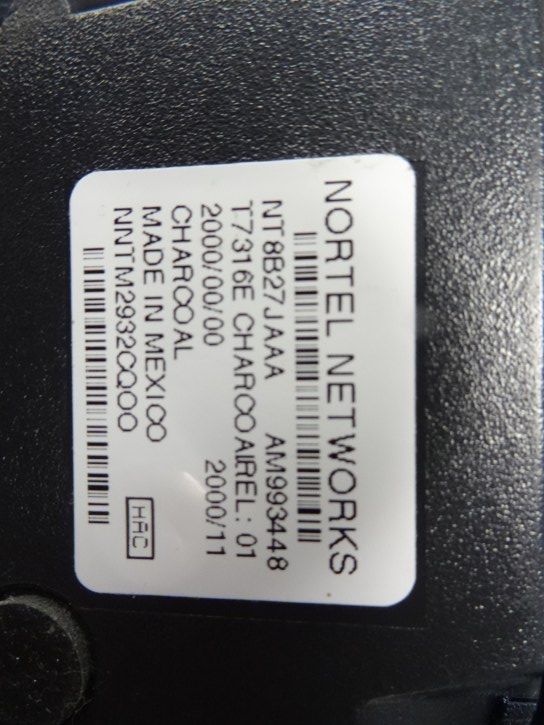 NORTEL NETWORKS
NT8B27JAAA AM993448
T7316E CHARCOAIREL: 01
2000/00/00 2000/11
CHARCOAL
MADE IN MEXICO HAC
NNTM2932CQOO